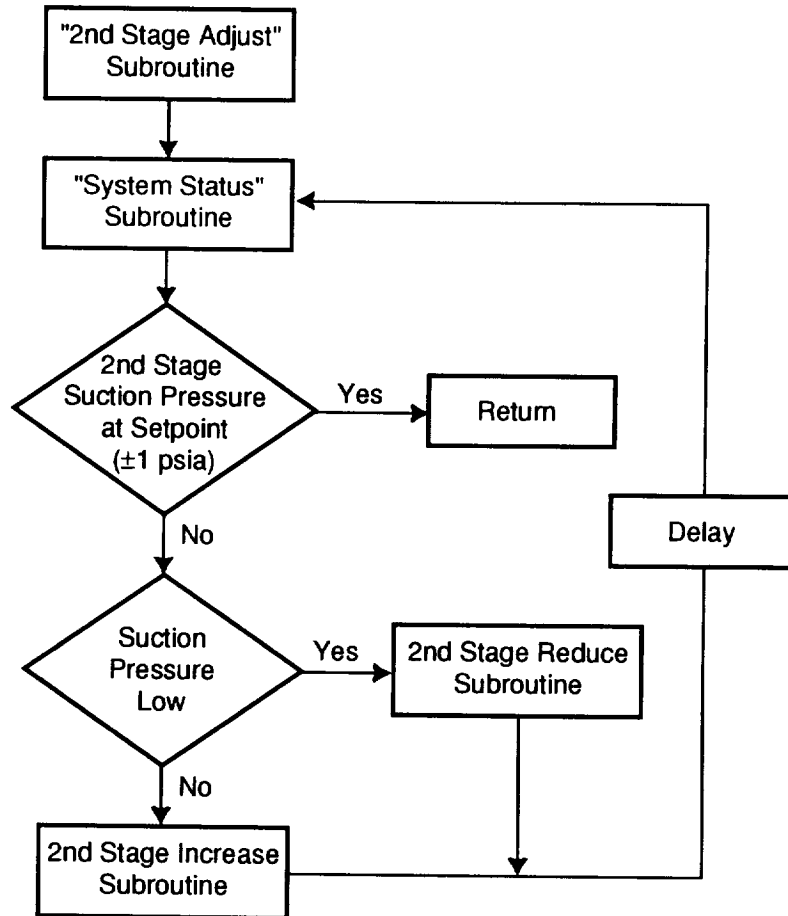 "2nd Stage Adjust"
Subroutine
"System Status"
Subroutine
2nd Stage
Suction Pressure
at Setpoint
(±1 psia)
Yes
Return
No
Delay
Suction
Pressure
Low
Yes
2nd Stage Reduce
Subroutine
No
2nd Stage Increase
Subroutine